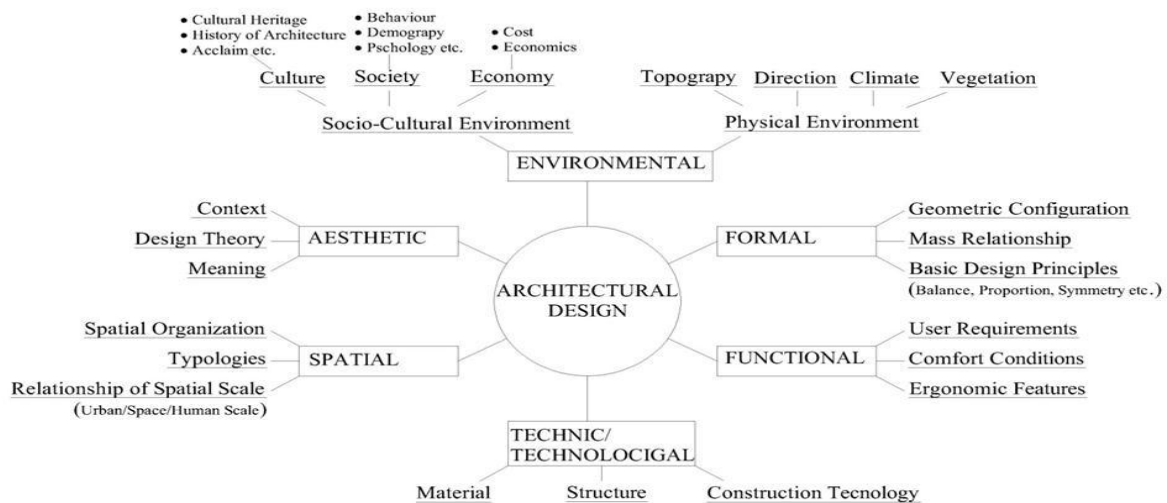 • Cultural Heritage
• History of Architecture
• Acclaim etc.
• Behaviour
• Demograpy
• Pschology etc.
• Cost
• Economics
Culture
Society
Economy
Topograpy
Direction
Climate
Vegetation
Socio-Cultural Environment
Physical Environment
ENVIRONMENTAL
Context
Design Theory
Meaning
AESTHETIC
FORMAL
Geometric Configuration
Mass Relationship
Basic Design Principles
(Balance, Proportion, Symmetry etc.)
ARCHITECTURAL
DESIGN
Spatial Organization
Typologies
Relationship of Spatial Scale
(Urban/Space/Human Scale)
SPATIAL
FUNCTIONAL
User Requirements
Comfort Conditions
Ergonomic Features
TECHNIC/
TECHNOLOCIGAL
Material
Structure
Construction Tecnology